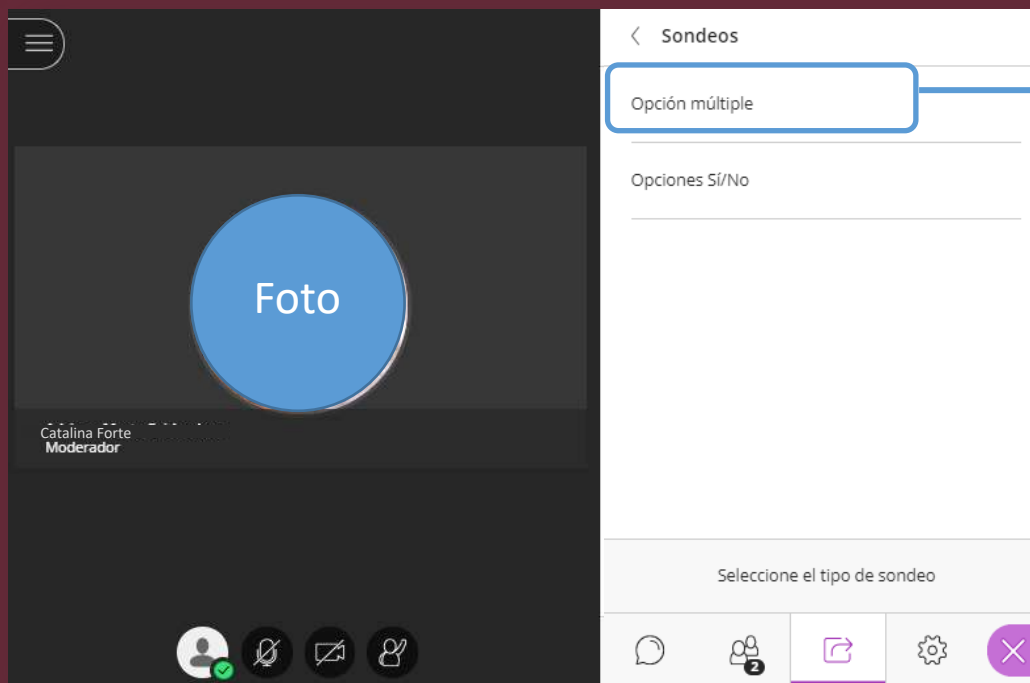 Sondeos
Opción múltiple
Opciones Sí/No
Foto
Catalina Forte
Moderador
Seleccione el tipo de sondeo
2